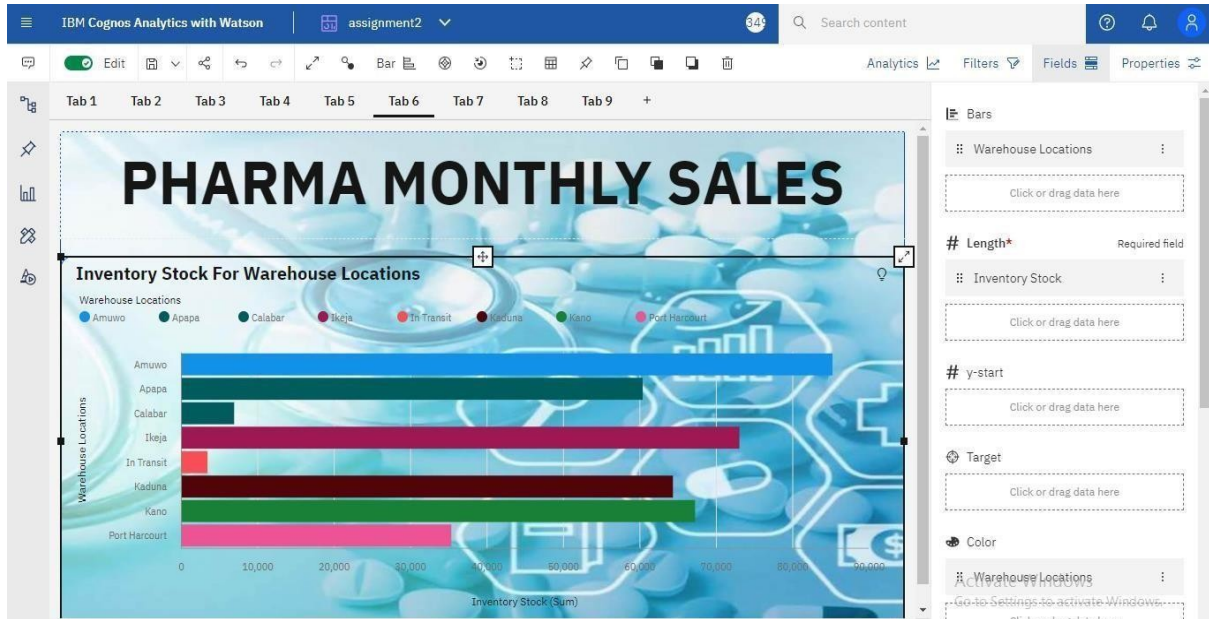 IBM Cognos Analytics with Watson
assignment2
Search content
Edit
Bar
Analytics
Filters
Fields
Properties
Tab 1 Tab 2 Tab 3 Tab 4 Tab 5 Tab 6 Tab 7 Tab 8 Tab 9 +
PHARMA MONTHLY SALES
Inventory Stock For Warehouse Locations
Warehouse Locations
Amuwo Apapa Calabar Ikeja In Transit Kaduna Kano Port Harcourt
Warehouse Locations
Amuwo
Apapa
Calabar
Ikeja
In Transit
Kaduna
Kano
Port Harcourt
0 10,000 20,000 30,000 40,000 50,000 60,000 70,000 80,000 90,000
Inventory Stock (Sum)
Bars
Warehouse Locations
Click or drag data here
# Length* Required field
Inventory Stock
Click or drag data here
# y-start
Click or drag data here
Target
Click or drag data here
Color
Warehouse Locations
Activate Windows
Go to Settings to activate Windows.